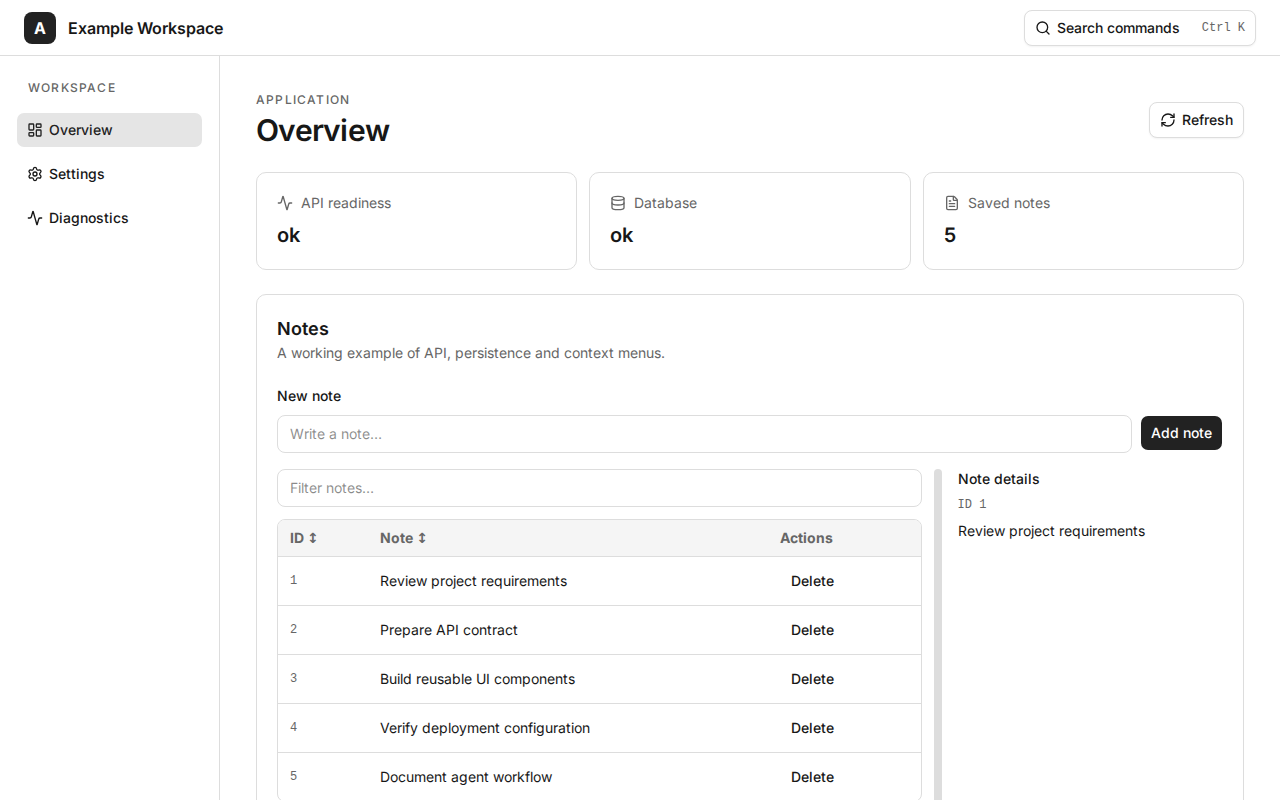 A Example Workspace
Search commands Ctrl K
WORKSPACE
Overview
Settings
Diagnostics
APPLICATION
Overview
Refresh
API readiness
ok
Database
ok
Saved notes
5
Notes
A working example of API, persistence and context menus.
New note
Write a note...
Add note
Filter notes...
ID ↕ Note ↕ Actions
1 Review project requirements Delete
2 Prepare API contract Delete
3 Build reusable UI components Delete
4 Verify deployment configuration Delete
5 Document agent workflow Delete
Note details
ID 1
Review project requirements